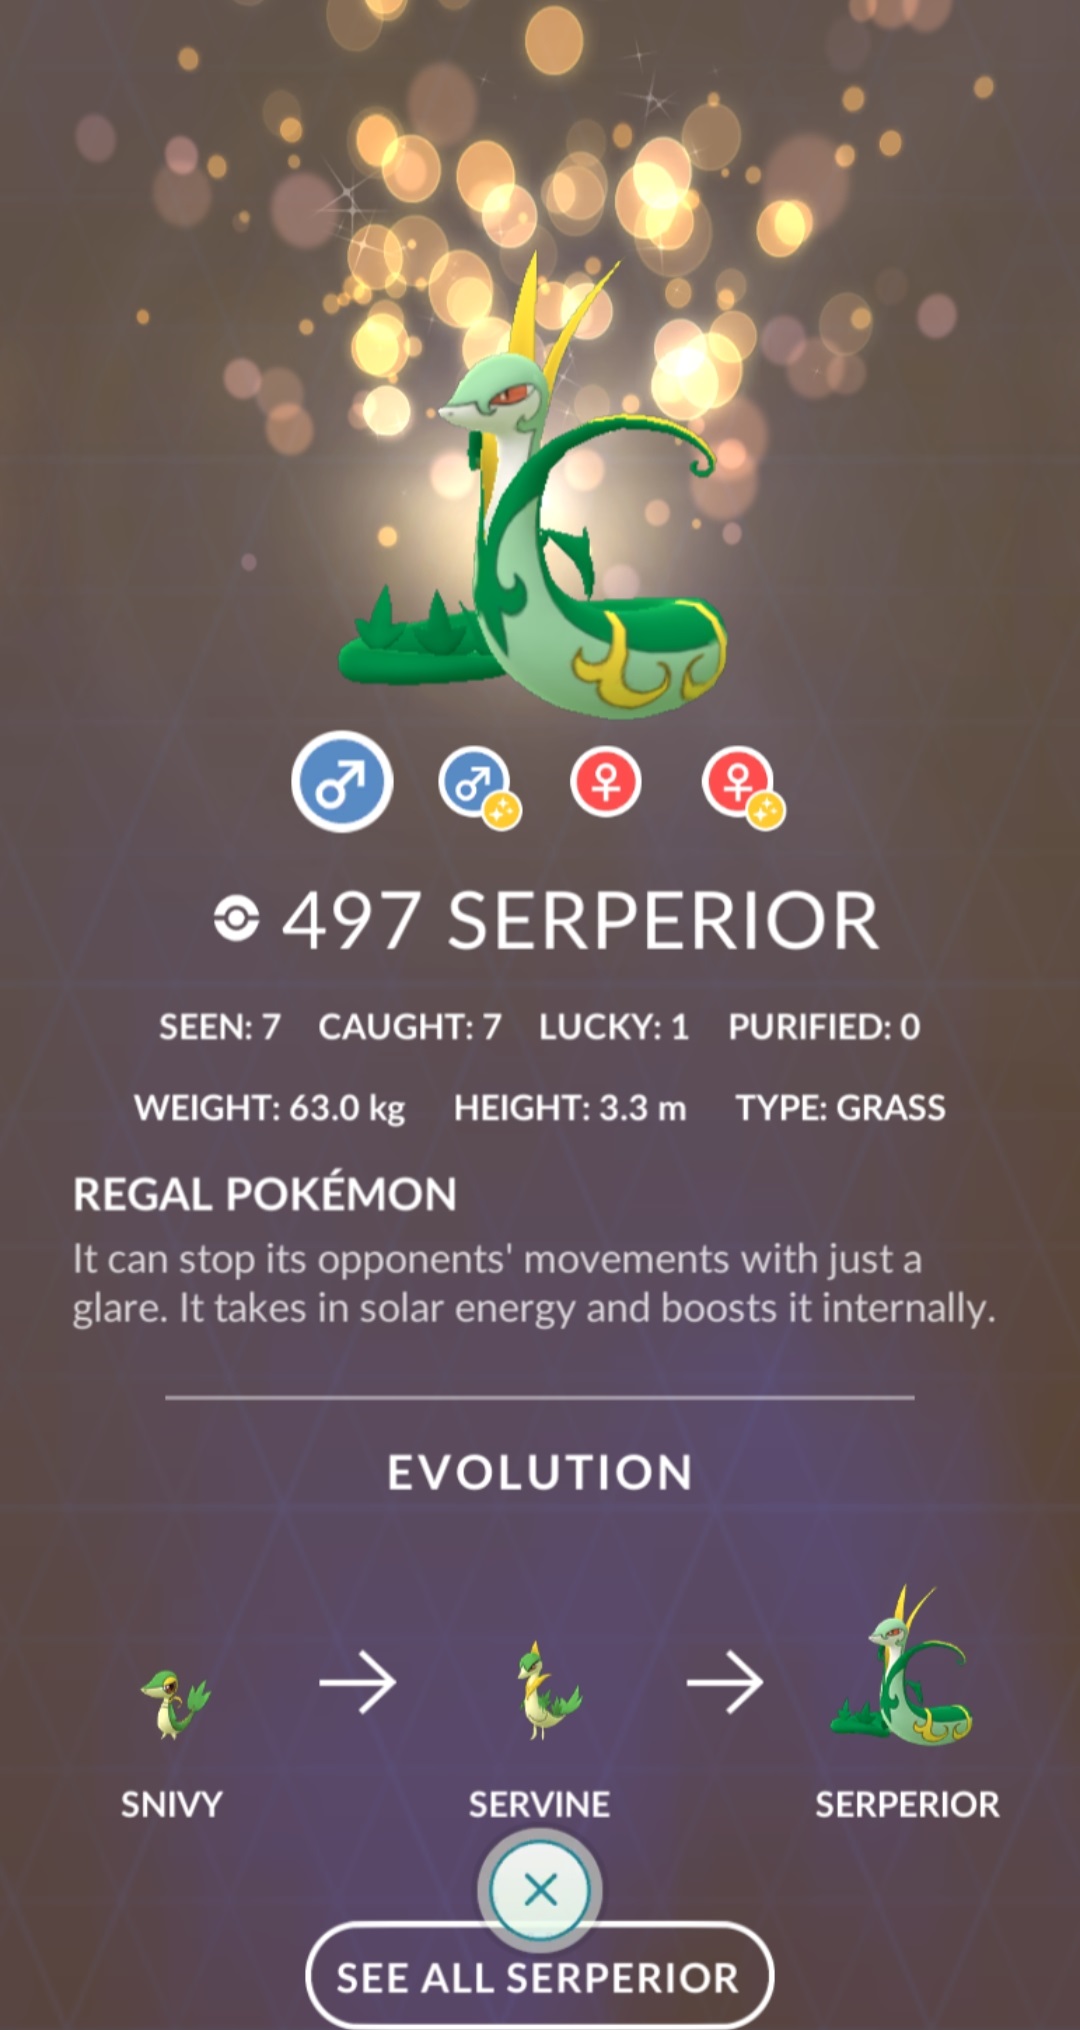 497 SERPERIOR
SEEN: 7 CAUGHT: 7 LUCKY: 1 PURIFIED: 0
WEIGHT: 63.0 kg HEIGHT: 3.3 m TYPE: GRASS
REGAL POKÉMON
It can stop its opponents' movements with just a
glare. It takes in solar energy and boosts it internally.
EVOLUTION
SNIVY SERVINE SERPERIOR
SEE ALL SERPERIOR